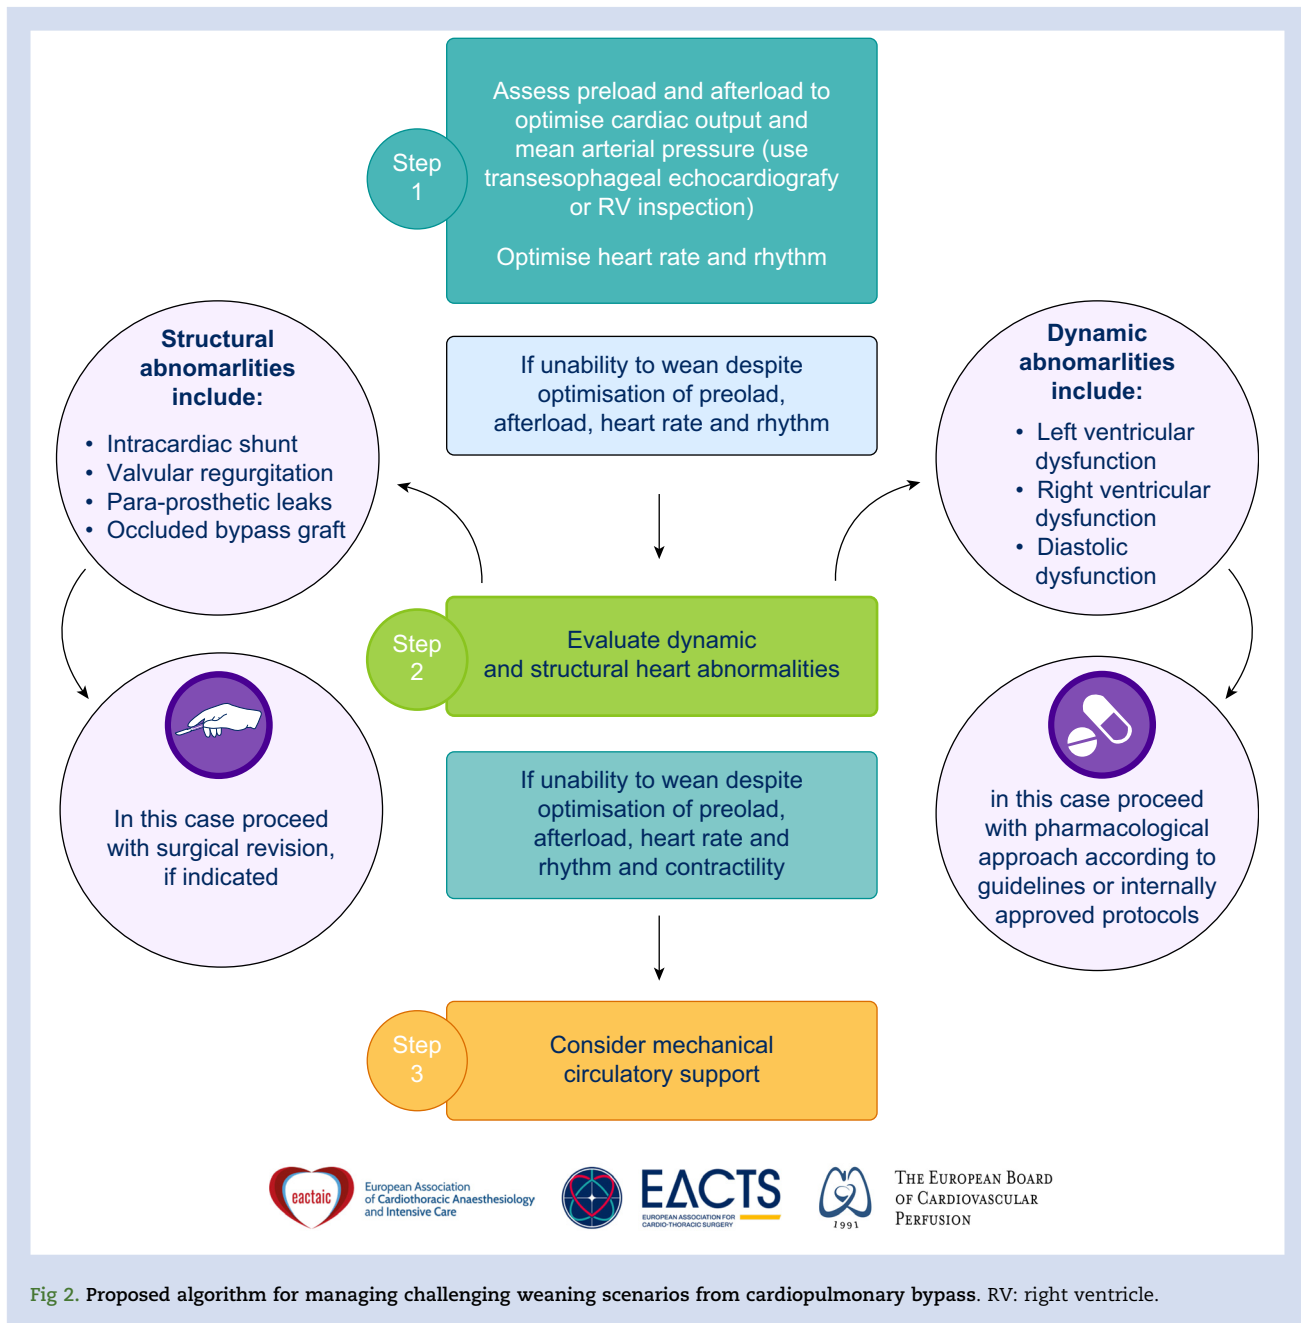 Assess preload and afterload to
optimise cardiac output and
mean arterial pressure (use
transesophageal echocardiografy
or RV inspection)
Optimise heart rate and rhythm
Step
1
Structural
abnomarlities
include:
• Intracardiac shunt
• Valvular regurgitation
• Para-prosthetic leaks
• Occluded bypass graft
If unability to wean despite
optimisation of preolad,
afterload, heart rate and rhythm
Dynamic
abnomarlities
include:
• Left ventricular
dysfunction
• Right ventricular
dysfunction
• Diastolic
dysfunction
Step
2
Evaluate dynamic
and structural heart abnormalities
In this case proceed
with surgical revision,
if indicated
If unability to wean despite
optimisation of preolad,
afterload, heart rate and
rhythm and contractility
in this case proceed
with pharmacological
approach according to
guidelines or internally
approved protocols
Step
3
Consider mechanical
circulatory support
eactaic
European Association
of Cardiothoracic Anaesthesiology
and Intensive Care
EACTS
EUROPEAN ASSOCIATION FOR
CARDIO-THORACIC SURGERY
1991
THE EUROPEAN BOARD
OF CARDIOVASCULAR
PERFUSION
Fig 2. Proposed algorithm for managing challenging weaning scenarios from cardiopulmonary bypass. RV: right ventricle.